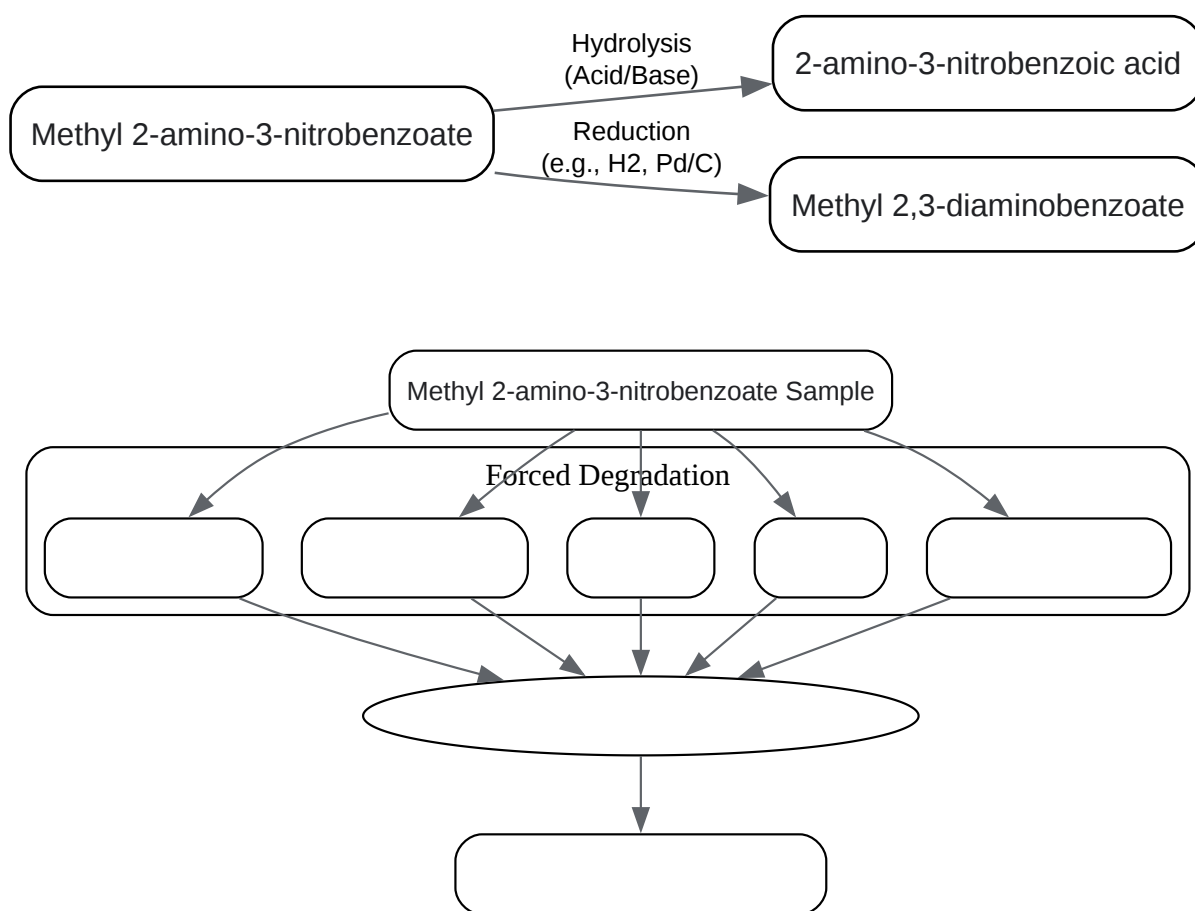 Hydrolysis
(Acid/Base)
2-amino-3-nitrobenzoic acid
Methyl 2-amino-3-nitrobenzoate
Reduction
(e.g., H2, Pd/C)
Methyl 2,3-diaminobenzoate
Methyl 2-amino-3-nitrobenzoate Sample
Forced Degradation